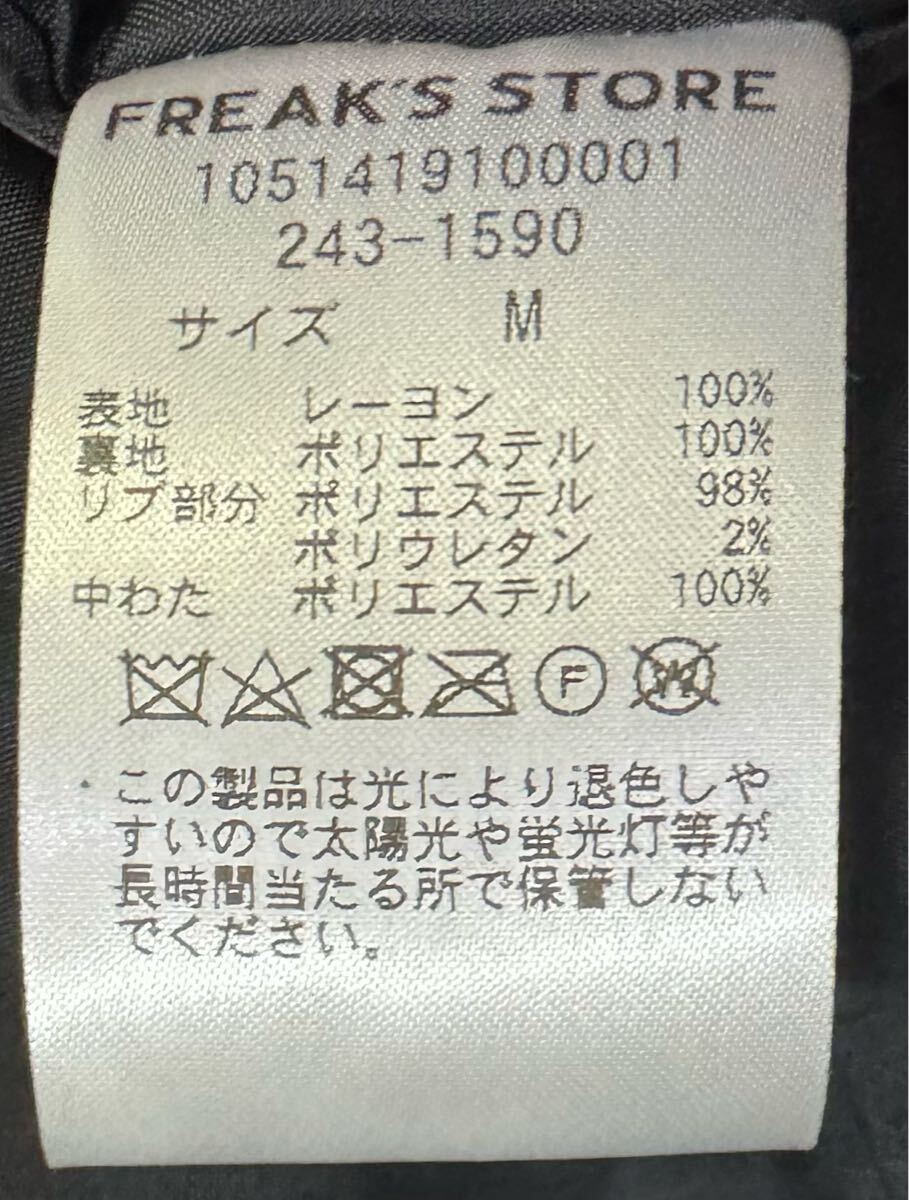 FREAK'S STORE
1051419100001
243-1590
サイズ M
表地 レーヨン 100%
裏地 ポリエステル 100%
リブ部分 ポリエステル 98%
ポリウレタン 2%
中わた ポリエステル 100%
F W
・この製品は光により退色しや
すいので太陽光や蛍光灯等が
長時間当たる所で保管しない
でください。